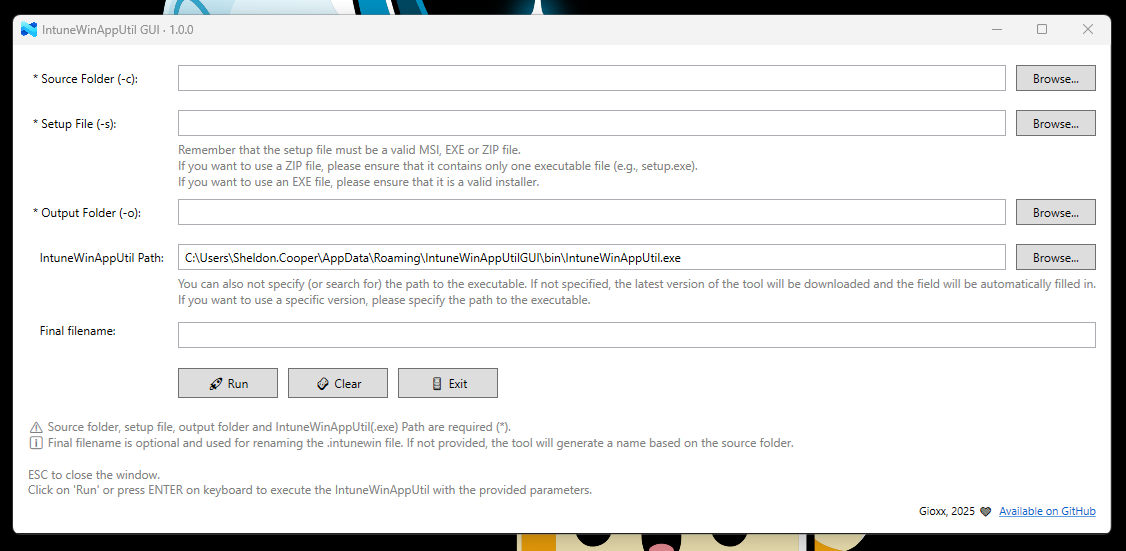 IntuneWinAppUtil GUI · 1.0.0
* Source Folder (-c):
Browse...
* Setup File (-s):
Browse...
Remember that the setup file must be a valid MSI, EXE or ZIP file.
If you want to use a ZIP file, please ensure that it contains only one executable file (e.g., setup.exe).
If you want to use an EXE file, please ensure that it is a valid installer.
* Output Folder (-o):
Browse...
IntuneWinAppUtil Path:
C:\Users\Sheldon.Cooper\AppData\Roaming\IntuneWinAppUtilGUI\bin\IntuneWinAppUtil.exe
Browse...
You can also not specify (or search for) the path to the executable. If not specified, the latest version of the tool will be downloaded and the field will be automatically filled in.
If you want to use a specific version, please specify the path to the executable.
Final filename:
Run
Clear
Exit
Source folder, setup file, output folder and IntuneWinAppUtil(.exe) Path are required (*).
Final filename is optional and used for renaming the .intunewin file. If not provided, the tool will generate a name based on the source folder.
ESC to close the window.
Click on 'Run' or press ENTER on keyboard to execute the IntuneWinAppUtil with the provided parameters.
Gioxx, 2025 🤎 Available on GitHub